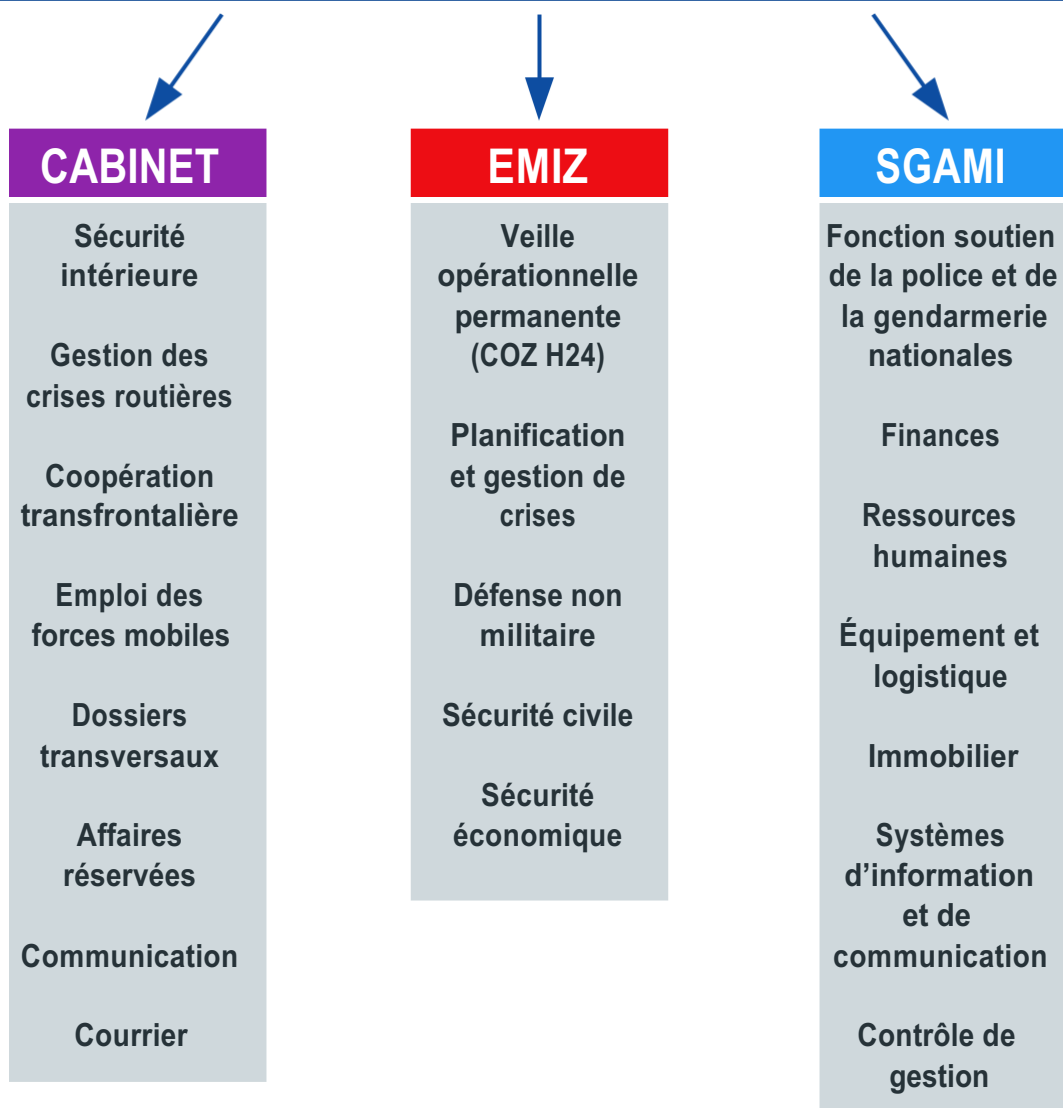 CABINET
Sécurité
intérieure
Gestion des
crises routières
Coopération
transfrontalière
Emploi des
forces mobiles
Dossiers
transversaux
Affaires
réservées
Communication
Courrier
EMIZ
Veille
opérationnelle
permanente
(COZ H24)
Planification
et gestion de
crises
Défense non
militaire
Sécurité civile
Sécurité
économique
SGAMI
Fonction soutien
de la police et de
la gendarmerie
nationales
Finances
Ressources
humaines
Équipement et
logistique
Immobilier
Systèmes
d’information
et de
communication
Contrôle de
gestion